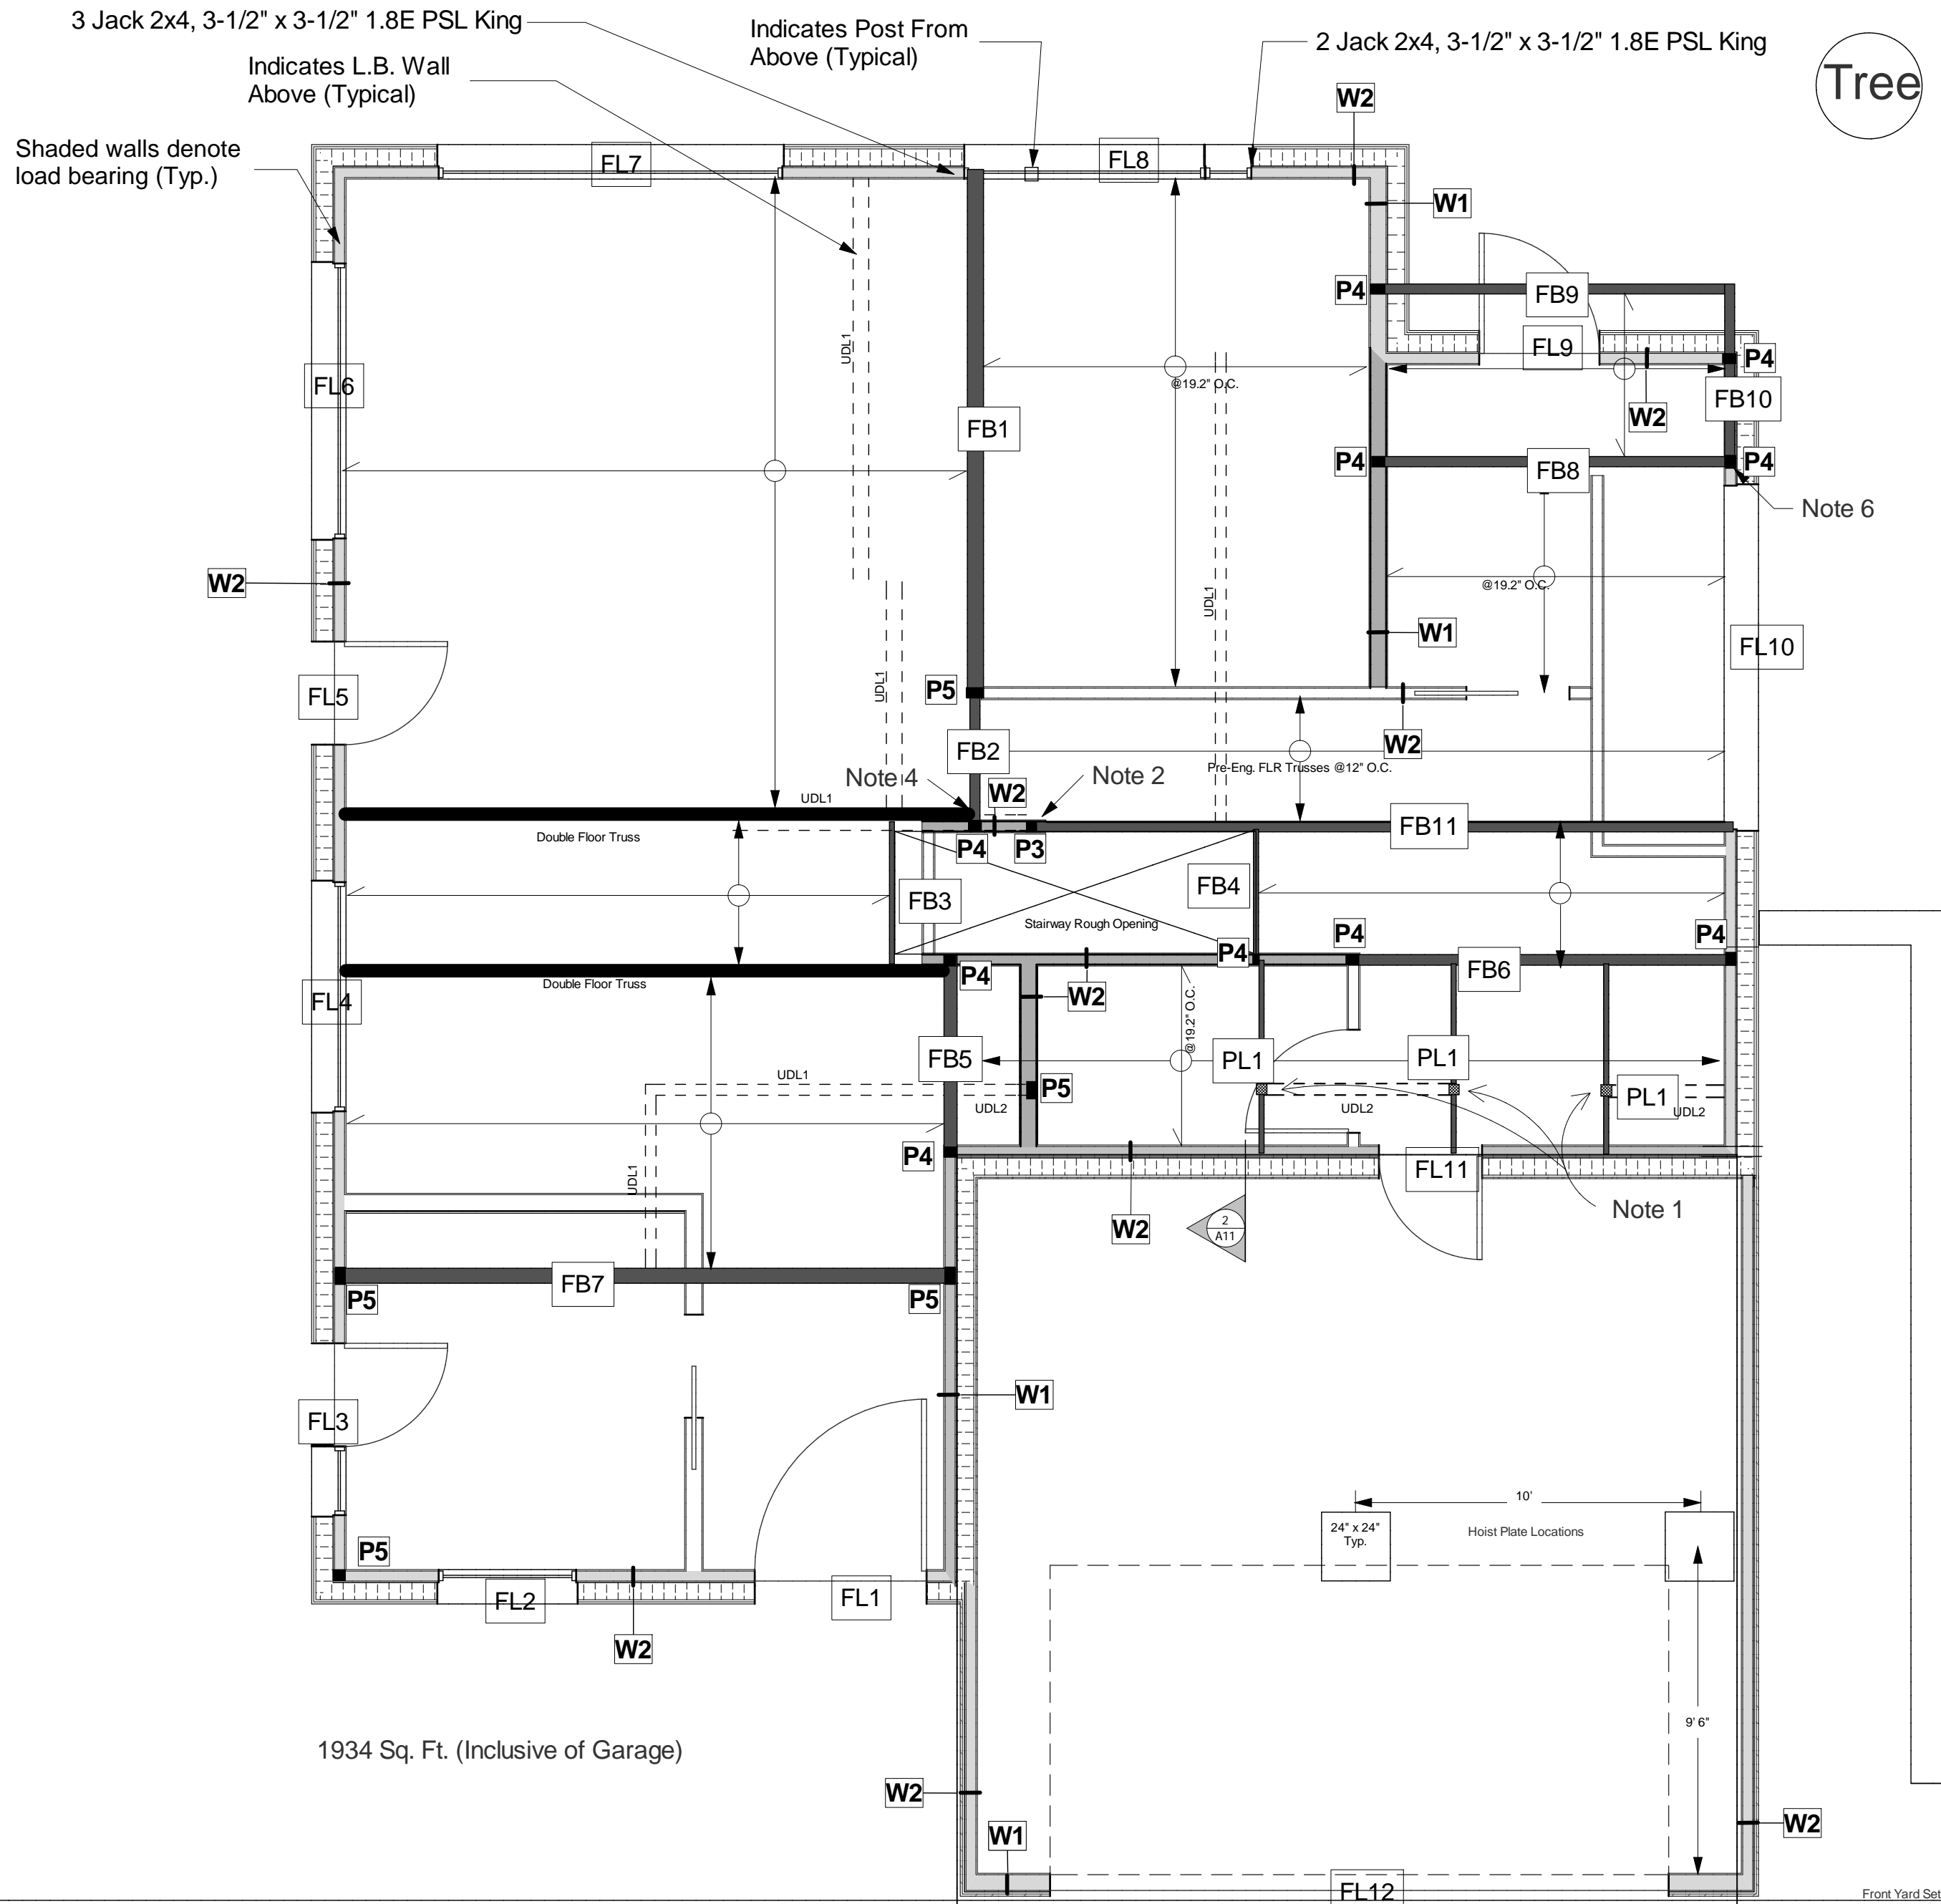 3 Jack 2x4, 3-1/2" x 3-1/2" 1.8E PSL King
Indicates Post From
Above (Typical)
2 Jack 2x4, 3-1/2" x 3-1/2" 1.8E PSL King
Tree
Indicates L.B. Wall
Above (Typical)
W2
Shaded walls denote
load bearing (Typ.)
FL7
FL8
W1
P4
FB9
FL9
P4
UDL1
@19.2" O.C.
FL6
FB10
W2
FB1
P4
FB8
P4
Note 6
W2
@19.2" O.C.
UDL1
W1
FL10
UDL1
P5
FL5
FB2
W2
Pre-Eng. FLR Trusses @12" O.C.
Note 4
Note 2
W2
UDL1
Double Floor Truss
FB11
P4
P3
FB3
FB4
Stairway Rough Opening
P4
P4
P4
FB6
P4
Double Floor Truss
FL4
W2
@19.2" O.C.
FB5
PL1
PL1
UDL1
P5
PL1
UDL2
UDL2
UDL2
P4
UDL1
FL11
Note 1
W2
2
A11
FB7
P5
P5
W1
FL3
10'
24" x 24"
Typ.
Hoist Plate Locations
P5
FL2
FL1
W2
9' 6"
1934 Sq. Ft. (Inclusive of Garage)
W2
W2
W1
FL12
Front Yard Set